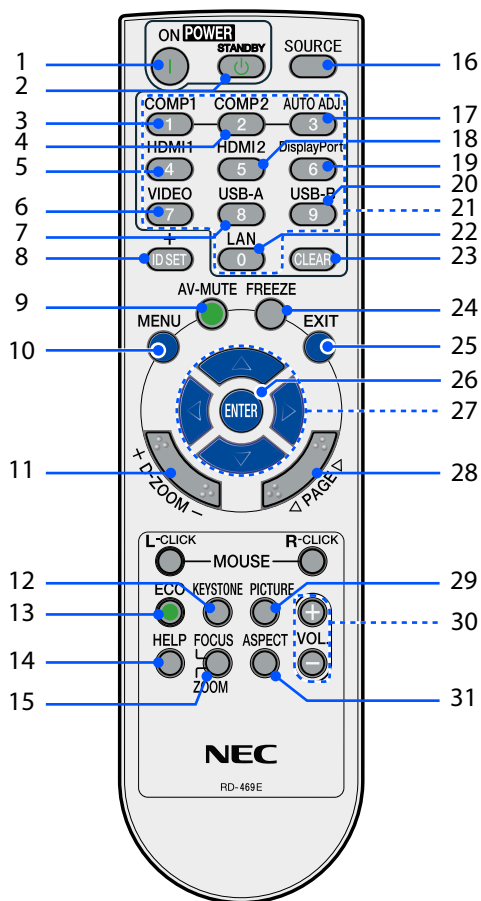 ON POWER
STANDBY
SOURCE
1
2
16
COMP1 COMP2 AUTO ADJ.
1 2 3
3
4
17
18
HDMI1 HDMI2 DisplayPort
4 5 6
5
19
20
VIDEO USB-A USB-B
7 8 9
6
7
21
22
+ LAN
ID SET 0 CLEAR
8
23
AV-MUTE FREEZE
9
24
MENU EXIT
10
25
ENTER
26
27
+ D-ZOOM –
◁ PAGE ▷
11
28
L-CLICK MOUSE R-CLICK
ECO KEYSTONE PICTURE +
12
13
29
30
HELP FOCUS ASPECT VOL.
ZOOM –
14
15
31
NEC
RD-469E